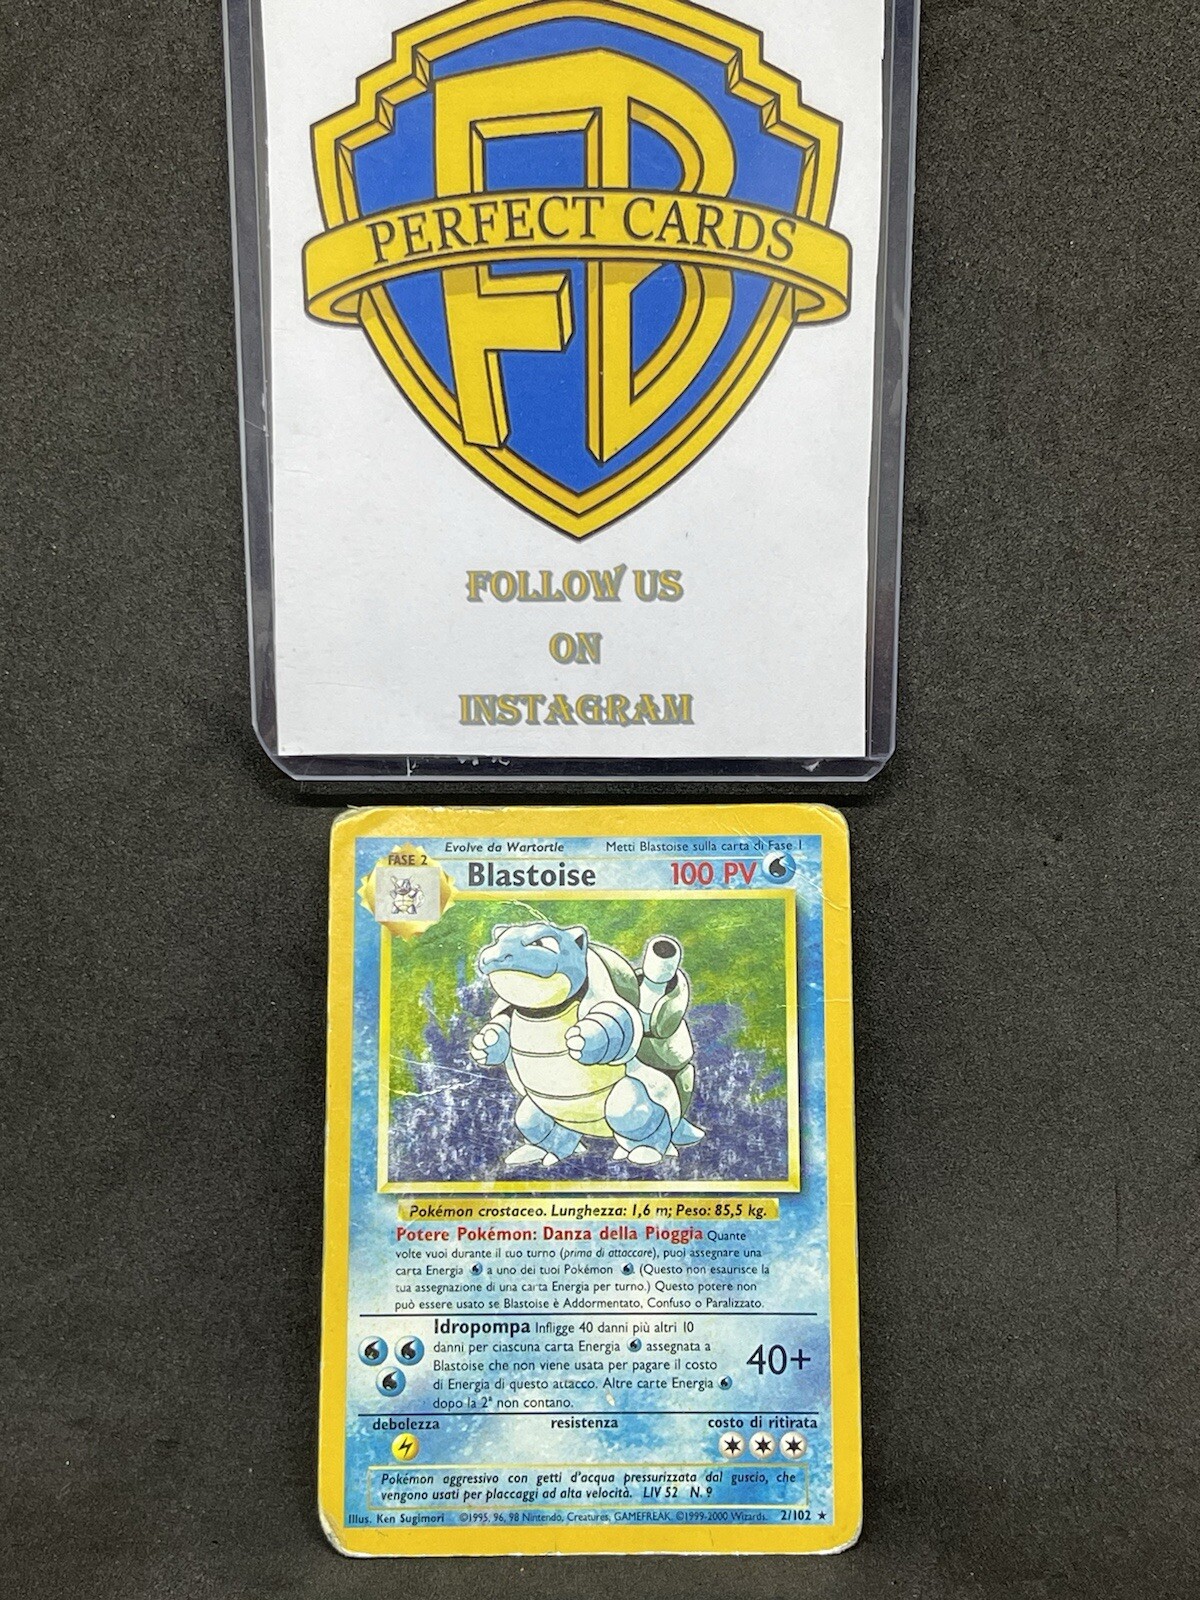 PERFECT CARDS
FOLLOW US
ON
INSTAGRAM
Evolve da Wartortle
Metti Blastoise sulla carta di Fase 1
FASE 2
Blastoise
100 PV
Pokémon crostaceo. Lunghezza: 1,6 m; Peso: 85,5 kg.
Potere Pokémon: Danza della Pioggia Quante
volte vuoi durante il tuo turno (prima di attaccare), puoi assegnare una
carta Energia a uno dei tuoi Pokémon . (Questo non esaurisce la
tua assegnazione di una carta Energia per turno.) Questo potere non
può essere usato se Blastoise è Addormentato, Confuso o Paralizzato.
Idropompa Infligge 40 danni più altri 10
danni per ciascuna carta Energia assegnata a
Blastoise che non viene usata per pagare il costo
di Energia di questo attacco. Altre carte Energia
dopo la 2ª non contano.
40+
debolezza
resistenza
costo di ritirata
Pokémon aggressivo con getti d'acqua pressurizzata dal guscio, che
vengono usati per placcaggi ad alta velocità. LIV 52 N. 9
Illus. Ken Sugimori ©1995, 96, 98 Nintendo, Creatures, GAMEFREAK. ©1999-2000 Wizards. 2/102 ★